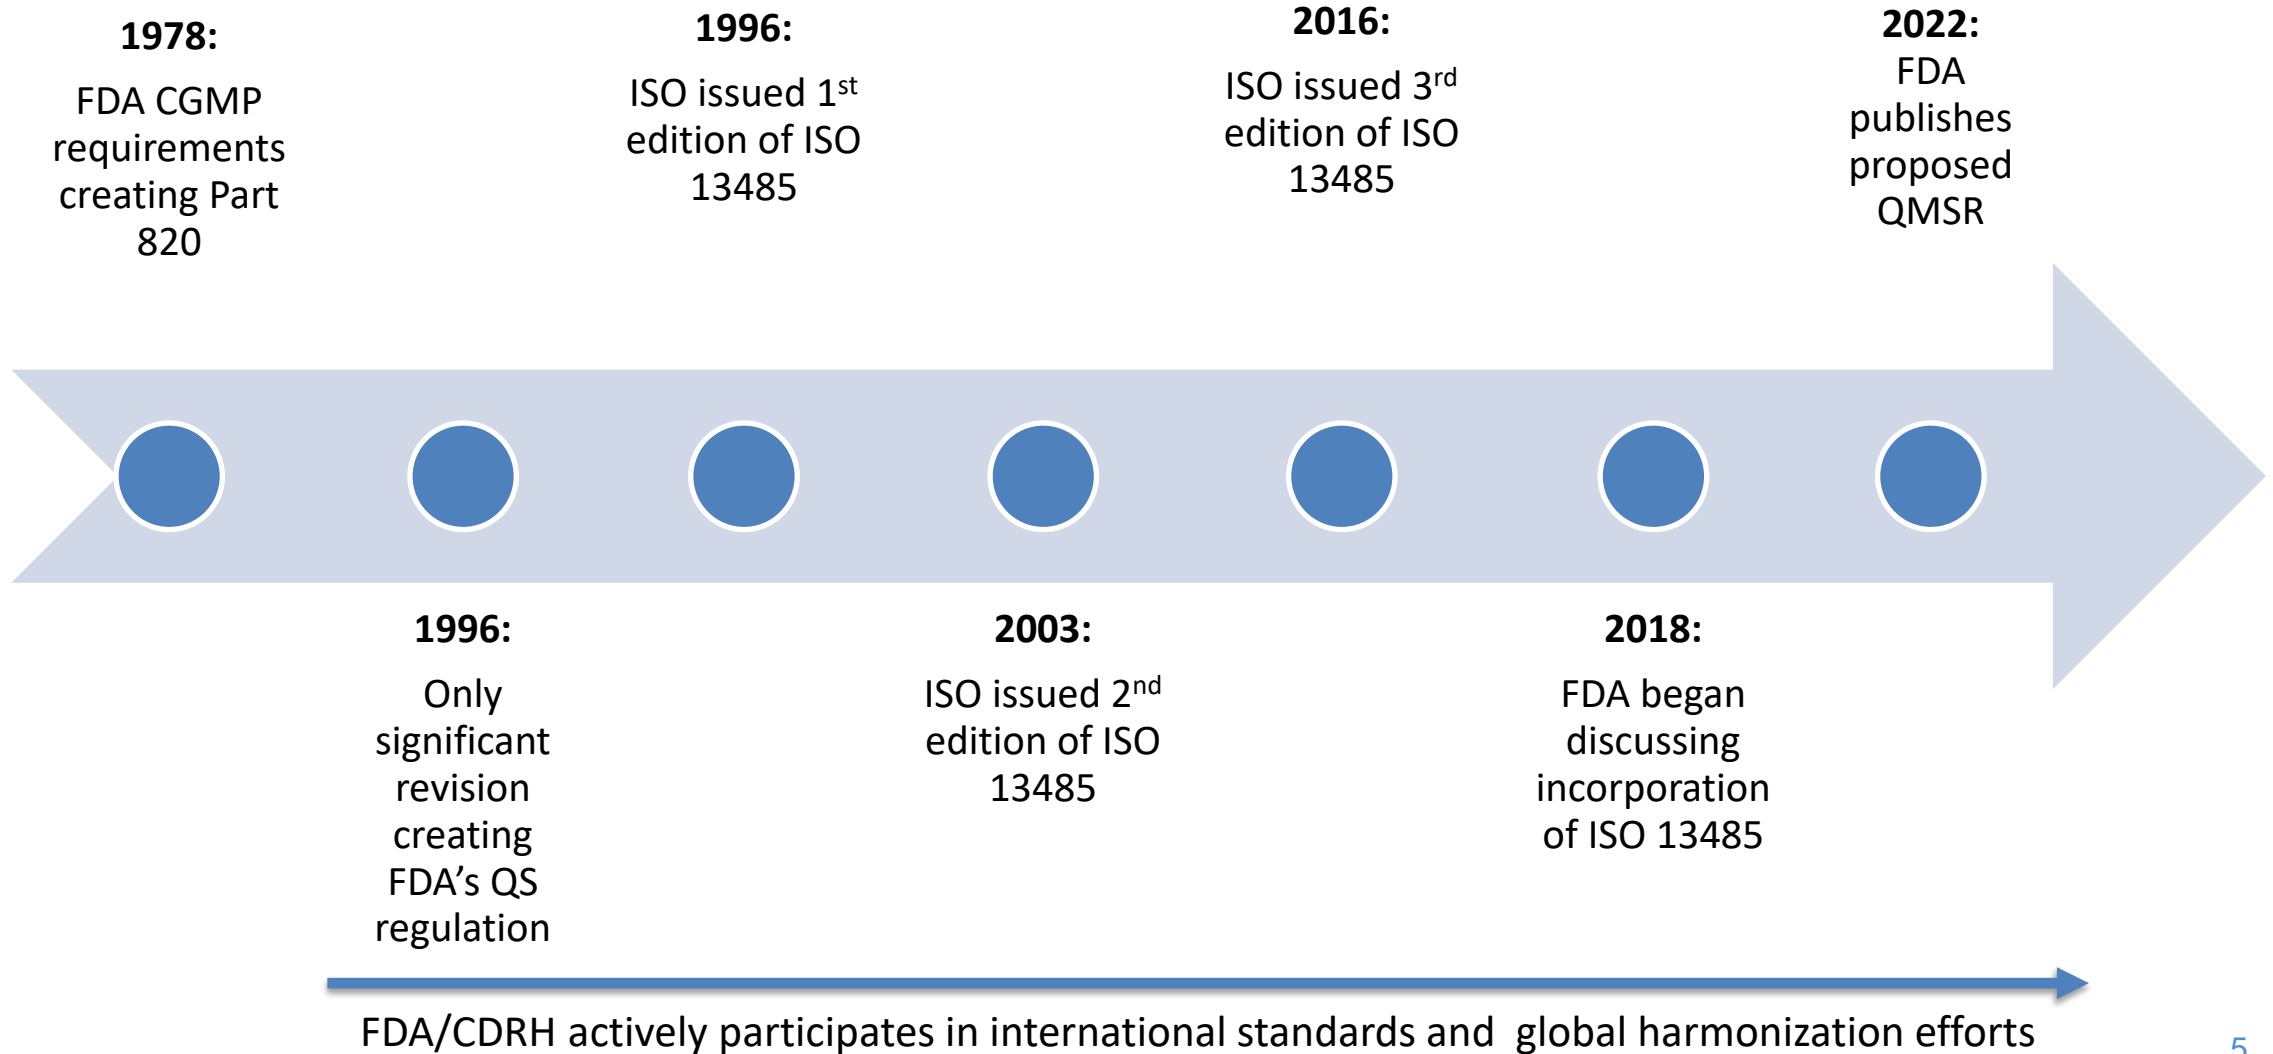 1978:
FDA CGMP
requirements
creating Part
820
1996:
Only
significant
revision
creating
FDA’s QS
regulation
1996:
ISO issued 1st
edition of ISO
13485
2003:
ISO issued 2nd
edition of ISO
13485
2016:
ISO issued 3rd
edition of ISO
13485
2018:
FDA began
discussing
incorporation
of ISO 13485
2022:
FDA
publishes
proposed
QMSR
FDA/CDRH actively participates in international standards and global harmonization efforts
5